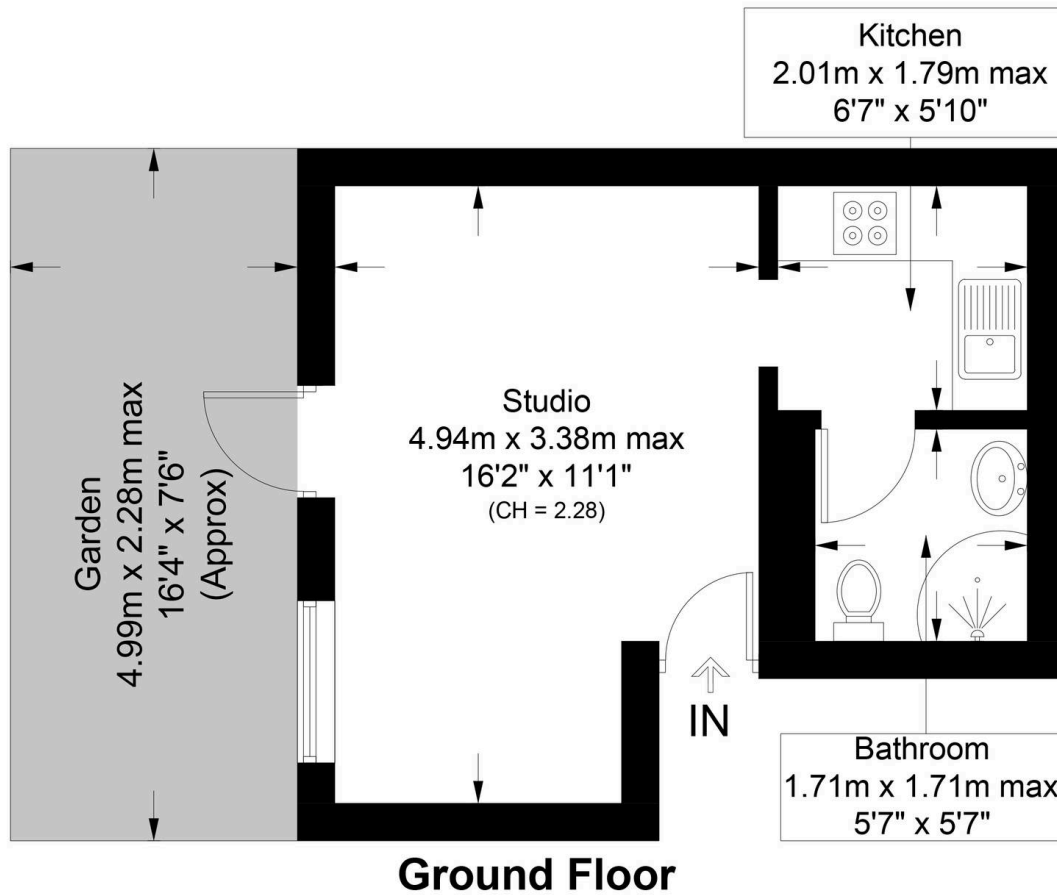 Kitchen
2.01m x 1.79m max
6'7" x 5'10"
Garden
4.99m x 2.28m max
16'4" x 7'6"
(Approx)
Studio
4.94m x 3.38m max
16'2" x 11'1"
(CH = 2.28)
IN
Bathroom
1.71m x 1.71m max
5'7" x 5'7"
Ground Floor